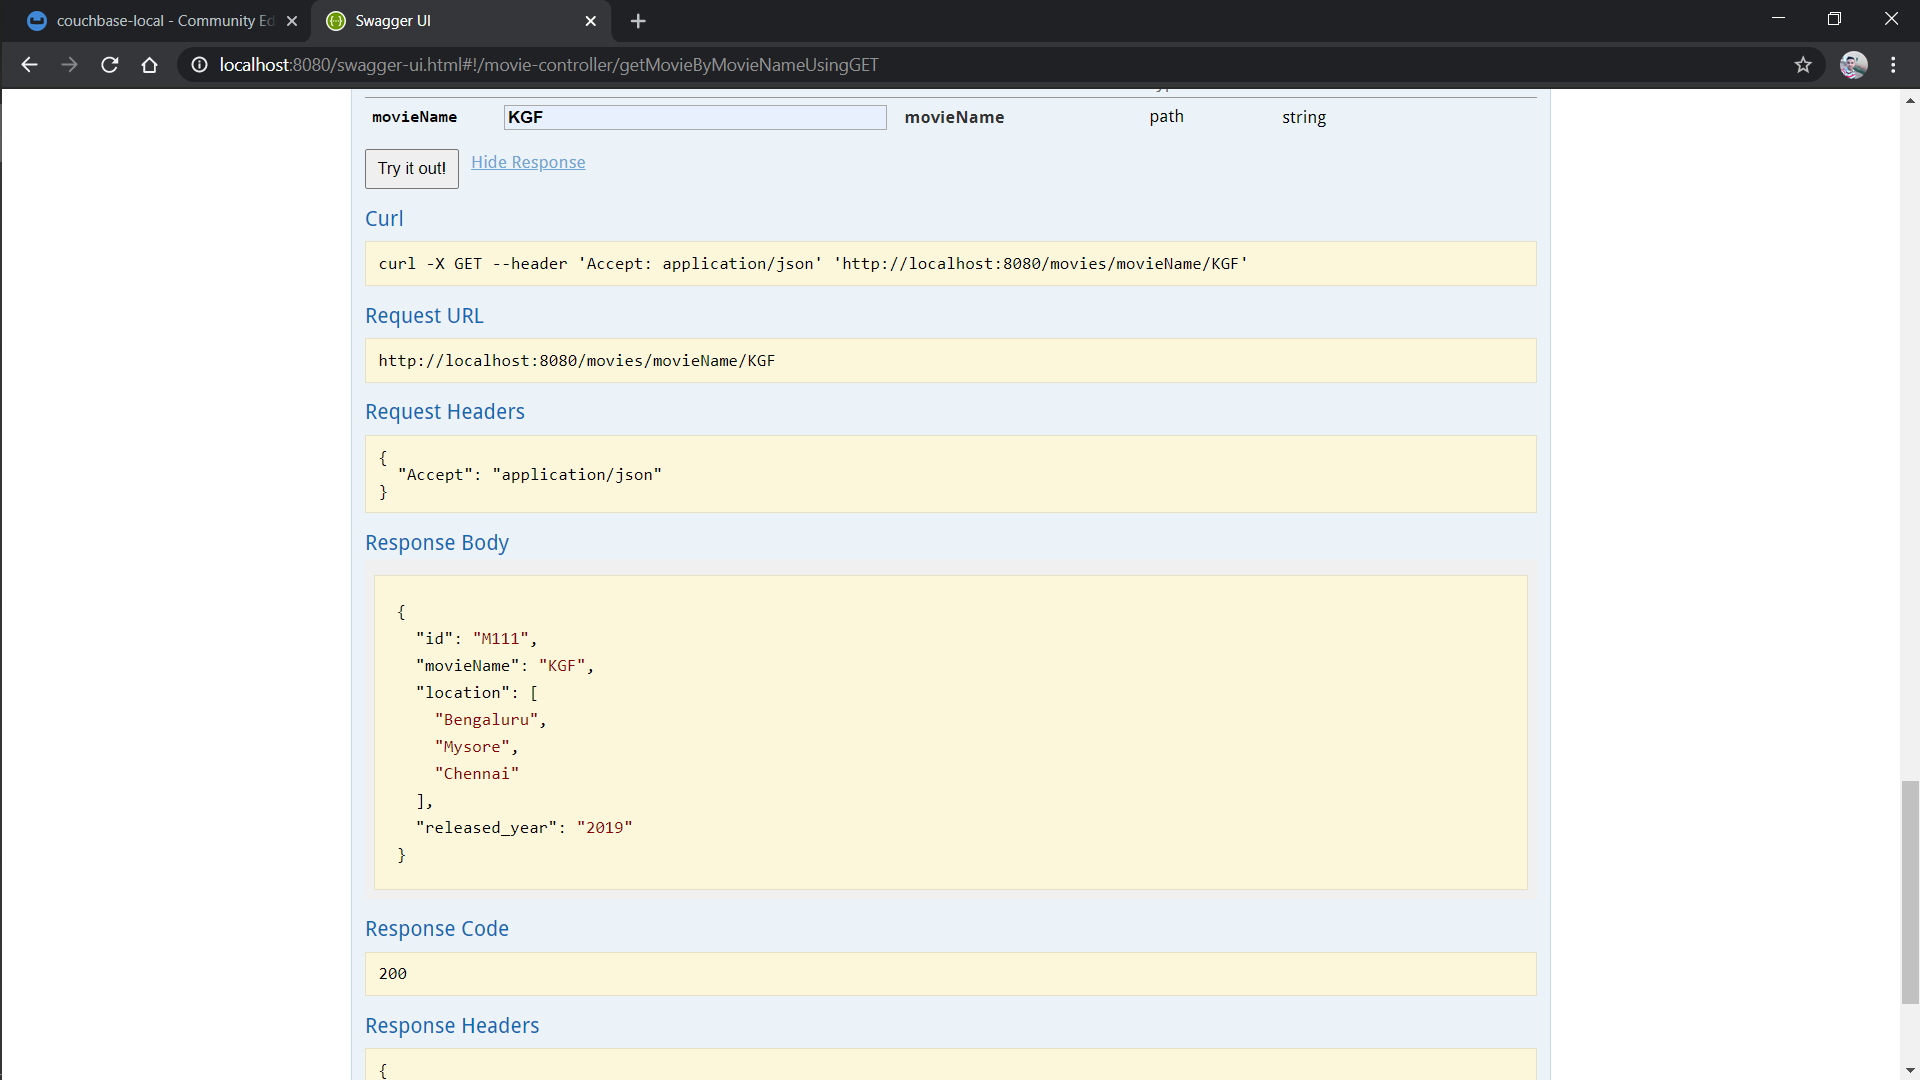 couchbase-local - Community Ed
Swagger UI
localhost:8080/swagger-ui.html#!/movie-controller/getMovieByMovieNameUsingGET
movieName KGF movieName path string
Try it out! Hide Response
Curl
curl -X GET --header 'Accept: application/json' 'http://localhost:8080/movies/movieName/KGF'
Request URL
http://localhost:8080/movies/movieName/KGF
Request Headers
{
  "Accept": "application/json"
}
Response Body
{
  "id": "M111",
  "movieName": "KGF",
  "location": [
    "Bengaluru",
    "Mysore",
    "Chennai"
  ],
  "released_year": "2019"
}
Response Code
200
Response Headers
{